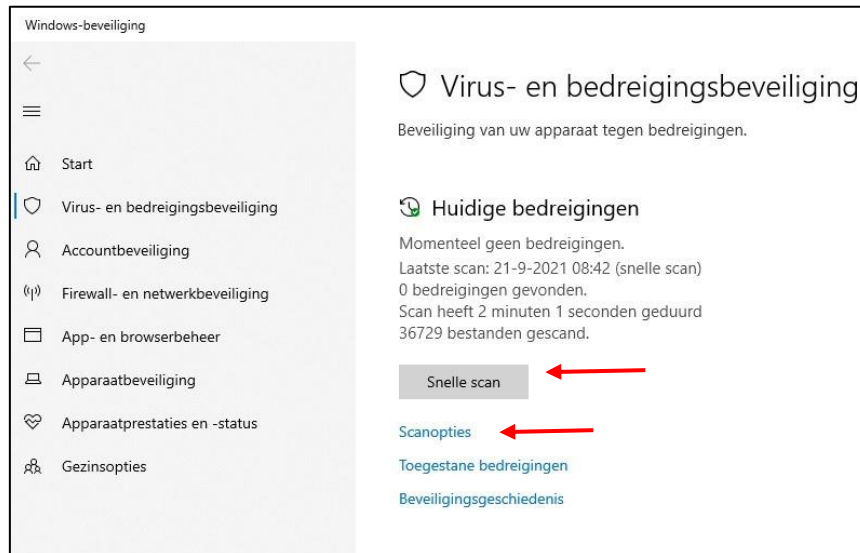 Windows-beveiliging
Start
Virus- en bedreigingsbeveiliging
Accountbeveiliging
Firewall- en netwerkbeveiliging
App- en browserbeheer
Apparaatbeveiliging
Apparaatprestaties en -status
Gezinsopties
Virus- en bedreigingsbeveiliging
Beveiliging van uw apparaat tegen bedreigingen.
Huidige bedreigingen
Momenteel geen bedreigingen.
Laatste scan: 21-9-2021 08:42 (snelle scan)
0 bedreigingen gevonden.
Scan heeft 2 minuten 1 seconden geduurd
36729 bestanden gescand.
Snelle scan
Scanopties
Toegestane bedreigingen
Beveiligingsgeschiedenis